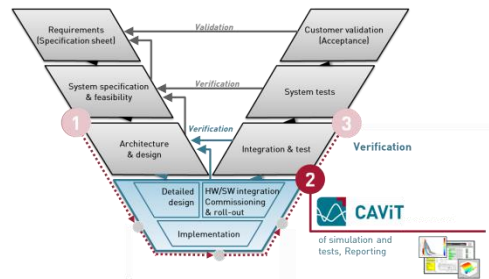 Requirements
(Specification sheet)
Validation
Customer validation
(Acceptance)
System specification
& feasibility
Verification
System tests
1
Architecture
& design
Verification
Integration & test
3
Verification
Detailed
design
HW/SW integration
Commissioning
& roll-out
2
Implementation
CAViT
of simulation and
tests, Reporting